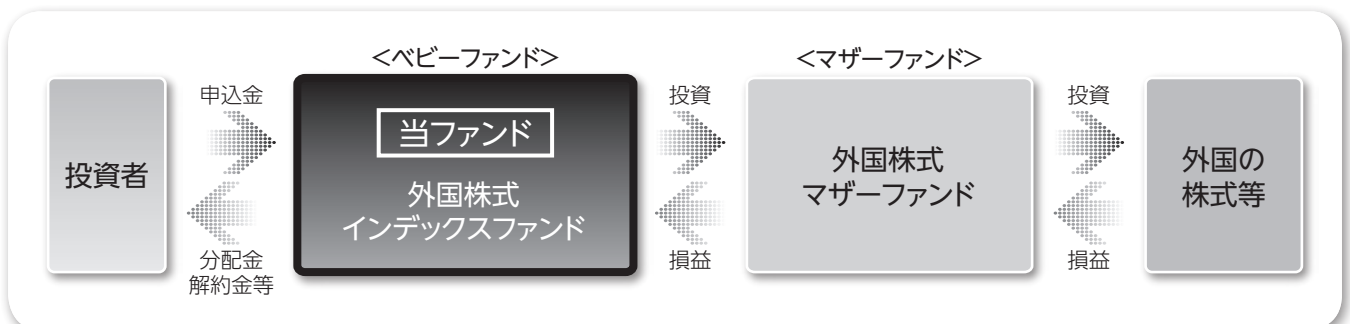 <ベビーファンド>
<マザーファンド>
投資者
申込金
分配金
解約金等
当ファンド
外国株式
インデックスファンド
投資
損益
外国株式
マザーファンド
投資
損益
外国の
株式等